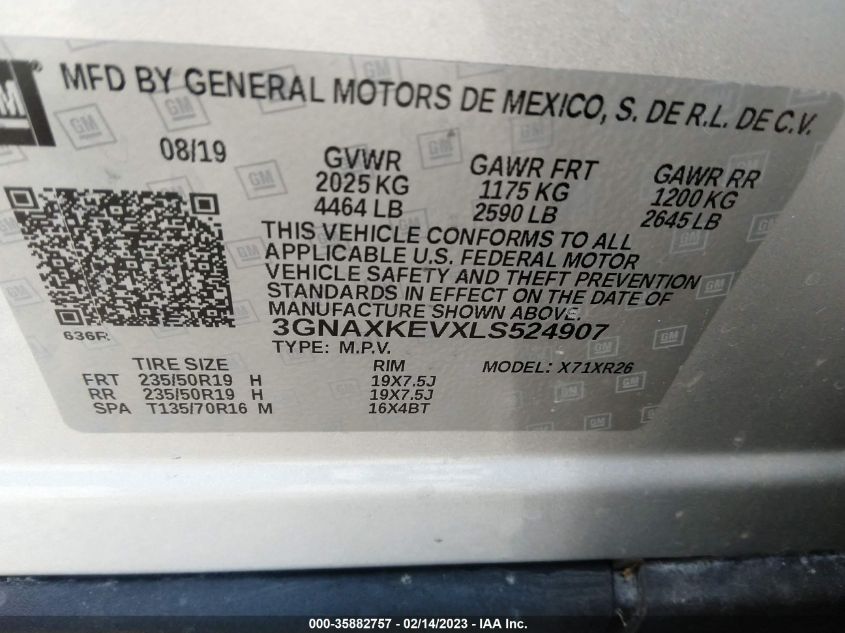 GM
MFD BY GENERAL MOTORS DE MEXICO, S. DE R.L. DE C.V.
08/19 GVWR GAWR FRT GAWR RR
2025 KG 1175 KG 1200 KG
4464 LB 2590 LB 2645 LB
THIS VEHICLE CONFORMS TO ALL
APPLICABLE U.S. FEDERAL MOTOR
VEHICLE SAFETY AND THEFT PREVENTION
STANDARDS IN EFFECT ON THE DATE OF
MANUFACTURE SHOWN ABOVE.
636R 3GNAXKEVXLS524907
TYPE: M.P.V.
TIRE SIZE RIM MODEL: X71XR26
FRT 235/50R19 H 19X7.5J
RR 235/50R19 H 19X7.5J
SPA T135/70R16 M 16X4BT
000-35882757 - 02/14/2023 - © IAA Inc.